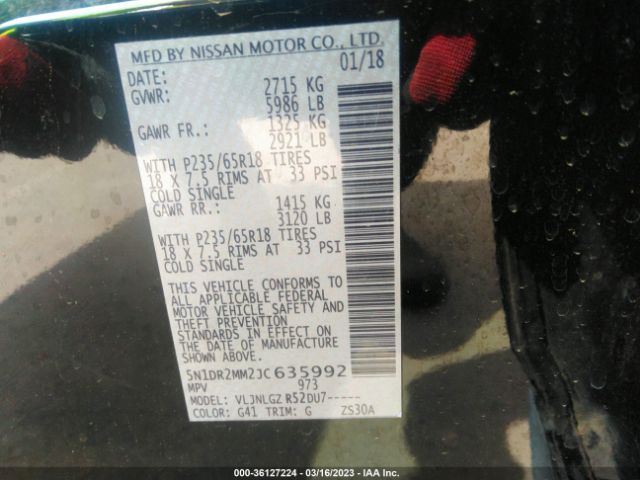 MFD BY NISSAN MOTOR CO., LTD.
DATE: 01/18
GVWR: 2715 KG
5986 LB
GAWR FR.: 1325 KG
2921 LB
WITH P235/65R18 TIRES
18 X 7.5 RIMS AT 33 PSI
COLD SINGLE
GAWR RR.: 1415 KG
3120 LB
WITH P235/65R18 TIRES
18 X 7.5 RIMS AT 33 PSI
COLD SINGLE
THIS VEHICLE CONFORMS TO
ALL APPLICABLE FEDERAL
MOTOR VEHICLE SAFETY AND
THEFT PREVENTION
STANDARDS IN EFFECT ON
THE DATE OF MANUFACTURE
SHOWN ABOVE.
5N1DR2MM2JC635992
MPV 973
MODEL: VLJNLGZ R52DU7-----
COLOR: G41 TRIM: G ZS30A
000-36127224 - 03/16/2023 - IAA Inc.